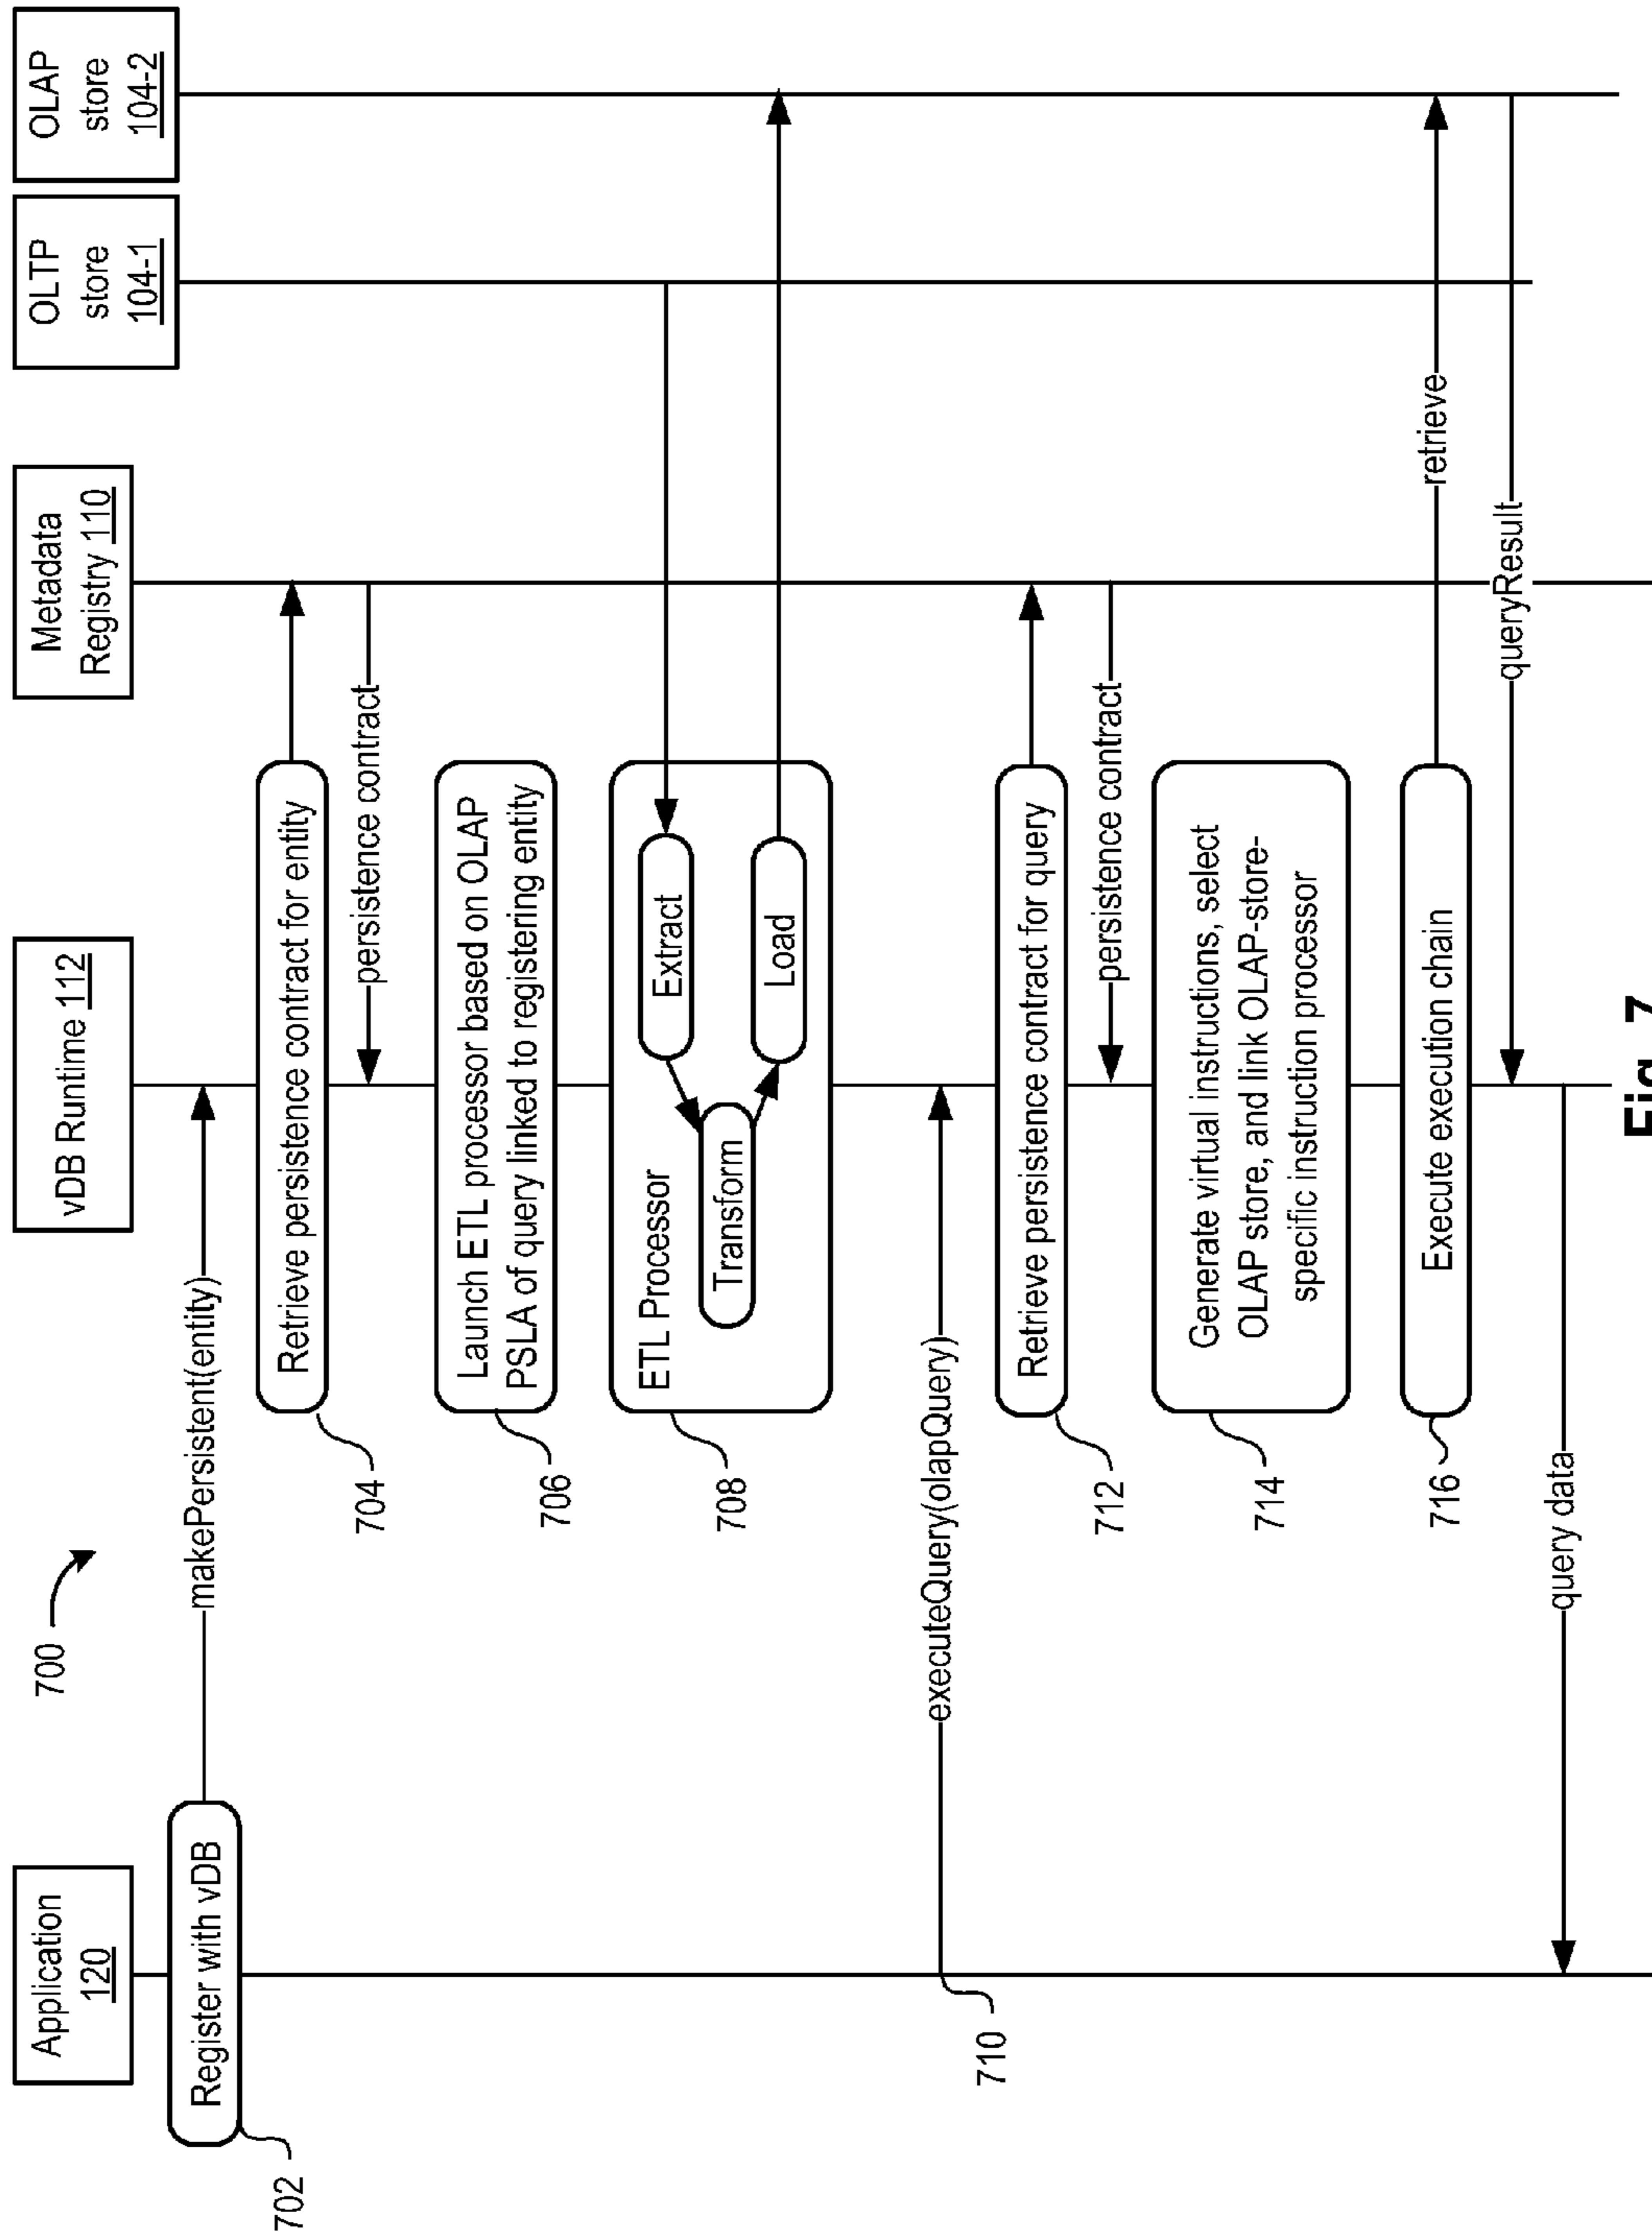 Application
120
vDB Runtime 112
Metadata
Registry 110
OLTP
store
104-1
OLAP
store
104-2
700
Register with vDB
702
makePersistent(entity)
Retrieve persistence contract for entity
704
persistence contract
Launch ETL processor based on OLAP
PSLA of query linked to registering entity
706
ETL Processor
Extract
Transform
Load
708
executeQuery(olapQuery)
710
Retrieve persistence contract for query
712
persistence contract
Generate virtual instructions, select
OLAP store, and link OLAP-store-
specific instruction processor
714
Execute execution chain
716
retrieve
queryResult
query data
Fig. 7